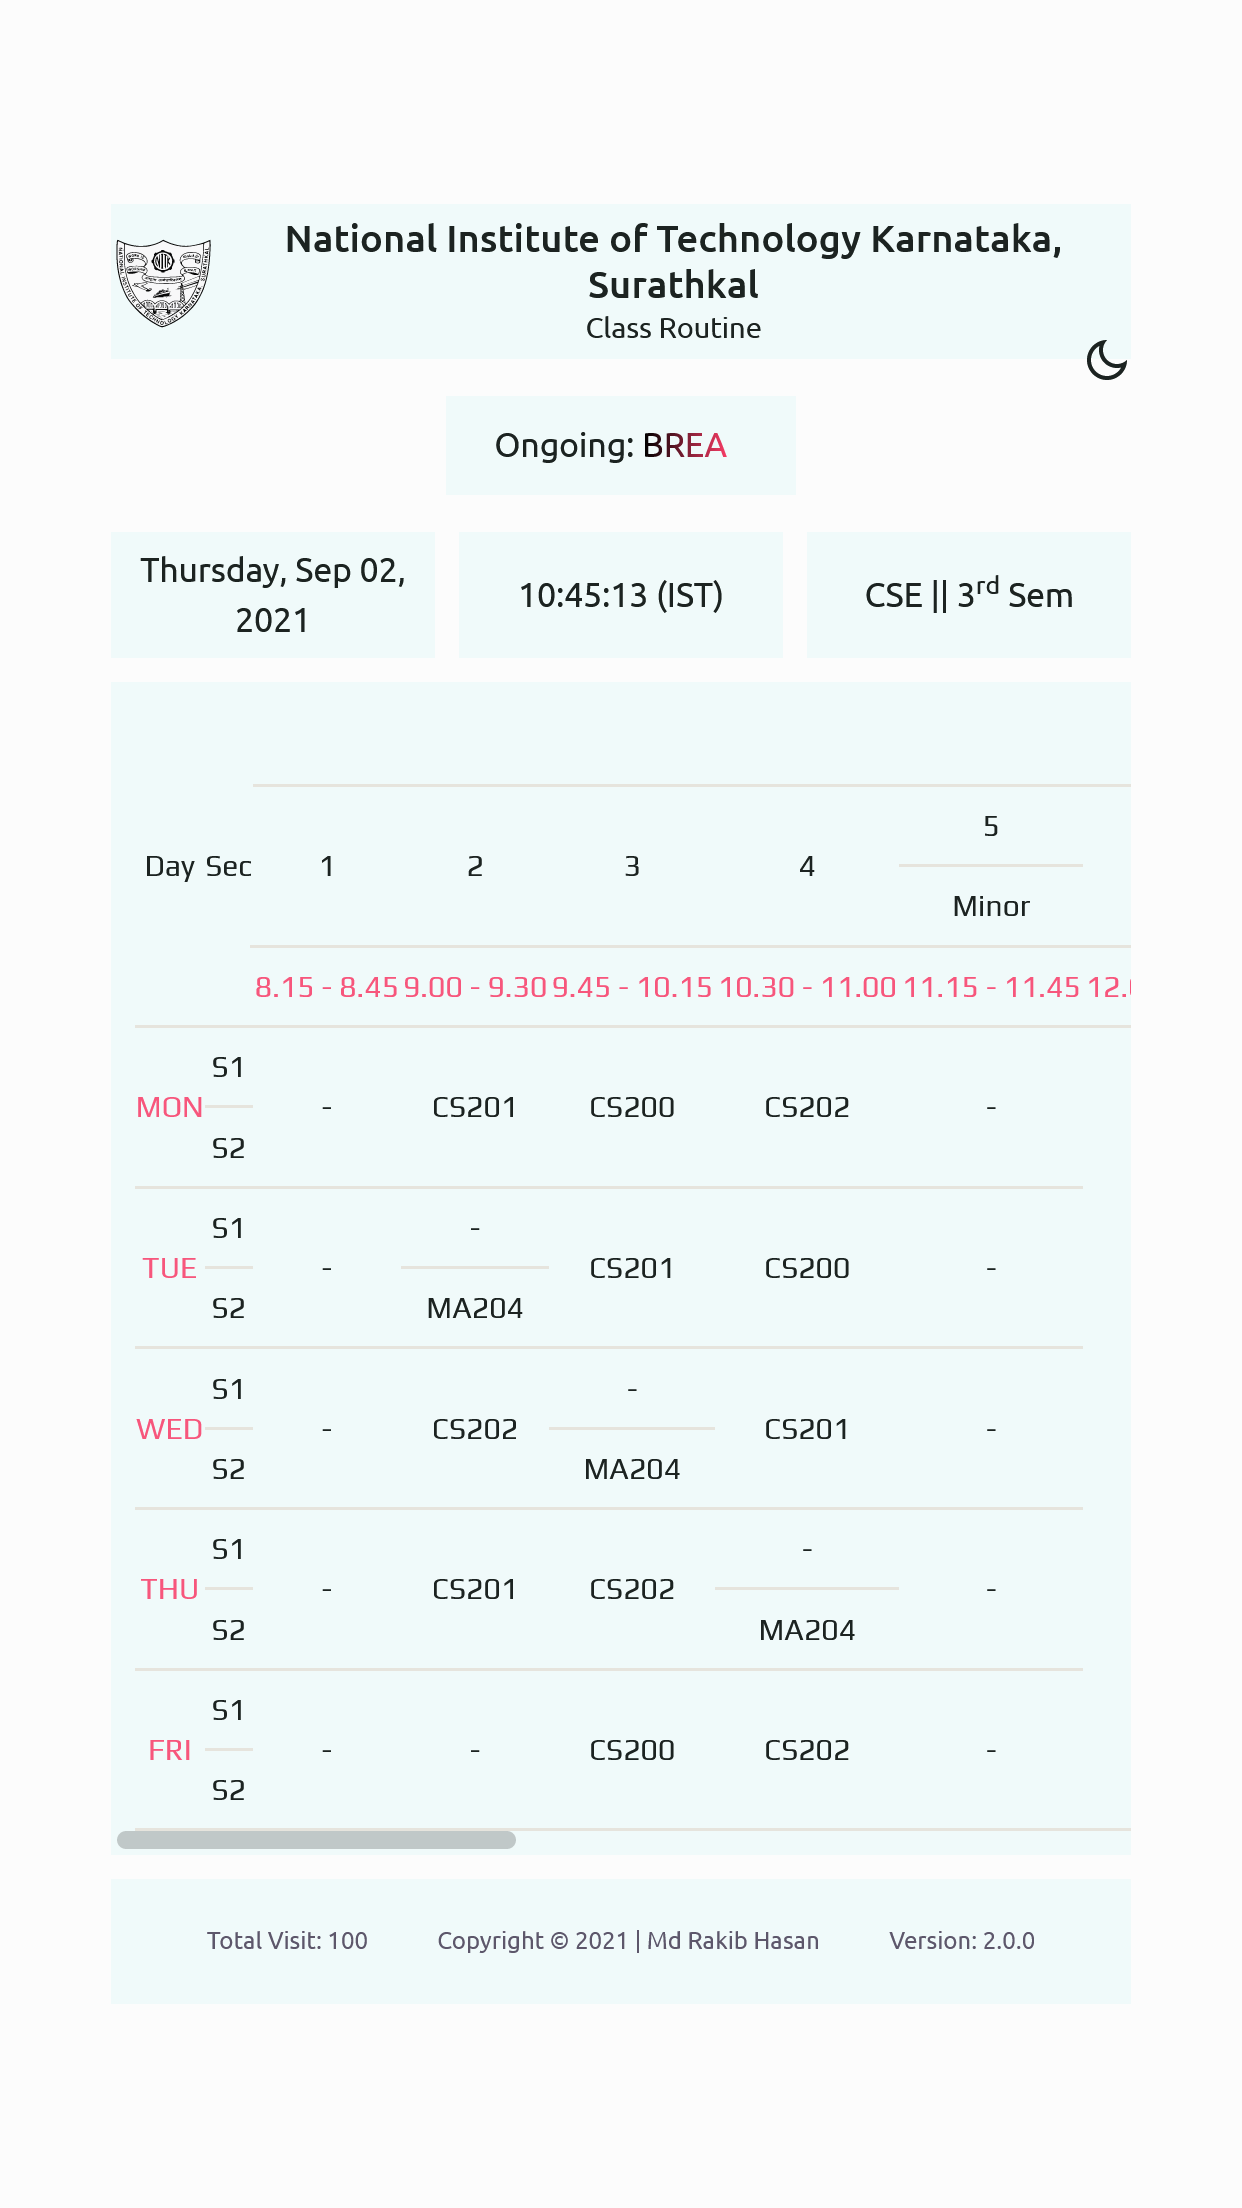 National Institute of Technology Karnataka,
Surathkal
Class Routine
Ongoing: BREA
Thursday, Sep 02,
2021
10:45:13 (IST)
CSE || 3rd Sem
Day Sec 1 2 3 4 5
Minor
8.15 - 8.45 9.00 - 9.30 9.45 - 10.15 10.30 - 11.00 11.15 - 11.45
S1
MON - CS201 CS200 CS202 -
S2
S1 -
TUE - CS201 CS200 -
S2 MA204
S1 -
WED - CS202 CS201 -
S2 MA204
S1 -
THU - CS201 CS202 -
S2 MA204
S1
FRI - - CS200 CS202 -
S2
Total Visit: 100 Copyright © 2021 | Md Rakib Hasan Version: 2.0.0